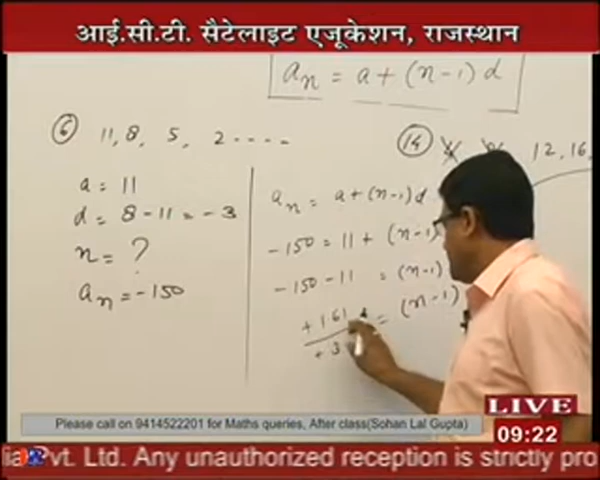 आई.सी.टी. सैटेलाइट एजूकेशन, राजस्थान
an = a + (n-1) d
6 11, 8, 5, 2 ----
a = 11
d = 8 - 11 = -3
n = ?
an = -150
an = a + (n-1) d
-150 = 11 + (n-1)
-150 - 11 = (n-1)
+161 = (n-1)
+3
14
12, 16,
LIVE
09:22
Please call on 9414522201 for Maths queries, After class(Sohan Lal Gupta)
Pvt. Ltd. Any unauthorized reception is strictly pro